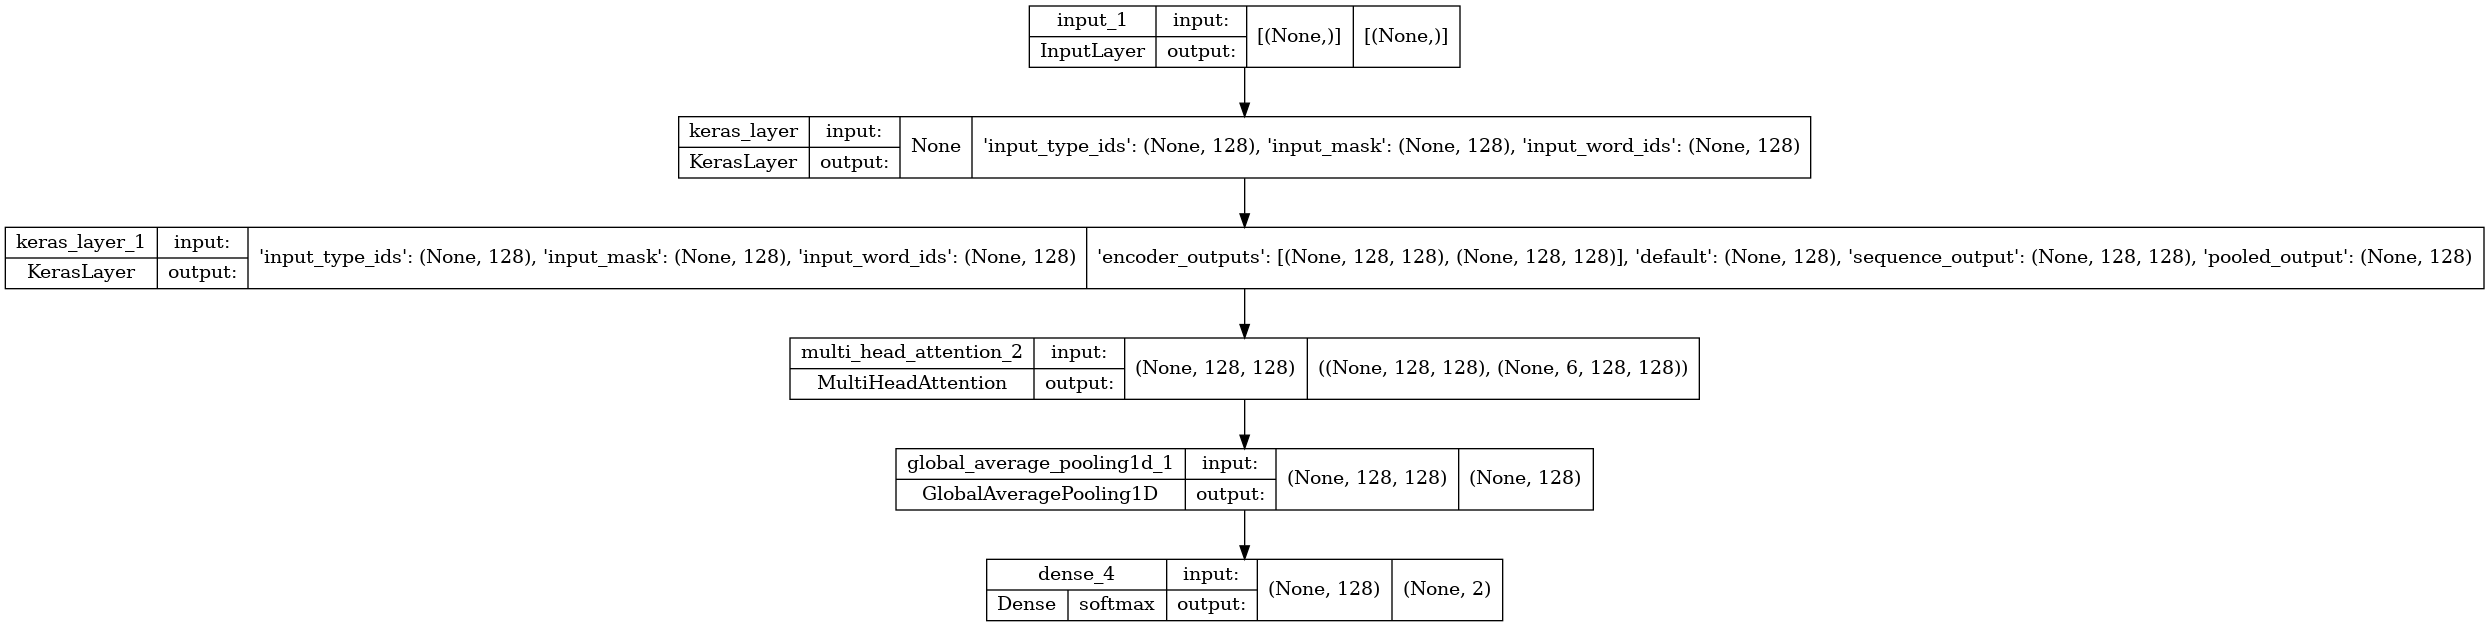 input_1 input: [(None,)] [(None,)]
InputLayer output:
keras_layer input: None 'input_type_ids': (None, 128), 'input_mask': (None, 128), 'input_word_ids': (None, 128)
KerasLayer output:
keras_layer_1 input: 'input_type_ids': (None, 128), 'input_mask': (None, 128), 'input_word_ids': (None, 128) 'encoder_outputs': [(None, 128, 128), (None, 128, 128)], 'default': (None, 128), 'sequence_output': (None, 128, 128), 'pooled_output': (None, 128)
KerasLayer output:
multi_head_attention_2 input: (None, 128, 128) ((None, 128, 128), (None, 6, 128, 128))
MultiHeadAttention output:
global_average_pooling1d_1 input: (None, 128, 128) (None, 128)
GlobalAveragePooling1D output:
dense_4 input: (None, 128) (None, 2)
Dense softmax output: